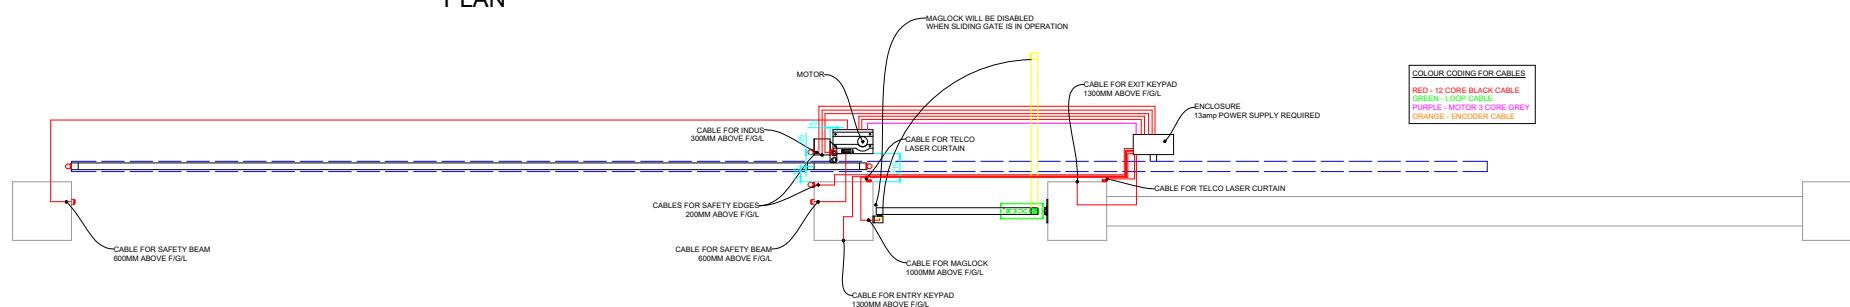 PLAN
MAGLOCK WILL BE DISABLED
WHEN SLIDING GATE IS IN OPERATION
MOTOR
CABLE FOR EXIT KEYPAD
1300MM ABOVE F/G/L
COLOUR CODING FOR CABLES
RED - 12 CORE BLACK CABLE
GREEN - LOOP CABLE
PURPLE - MOTOR 3 CORE GREY
ORANGE - ENCODER CABLE
ENCLOSURE
13amp POWER SUPPLY REQUIRED
CABLE FOR INDUS
300MM ABOVE F/G/L
CABLE FOR TELCO
LASER CURTAIN
CABLE FOR TELCO LASER CURTAIN
CABLES FOR SAFETY EDGES
200MM ABOVE F/G/L
CABLE FOR SAFETY BEAM
600MM ABOVE F/G/L
CABLE FOR SAFETY BEAM
600MM ABOVE F/G/L
CABLE FOR MAGLOCK
1000MM ABOVE F/G/L
CABLE FOR ENTRY KEYPAD
1300MM ABOVE F/G/L